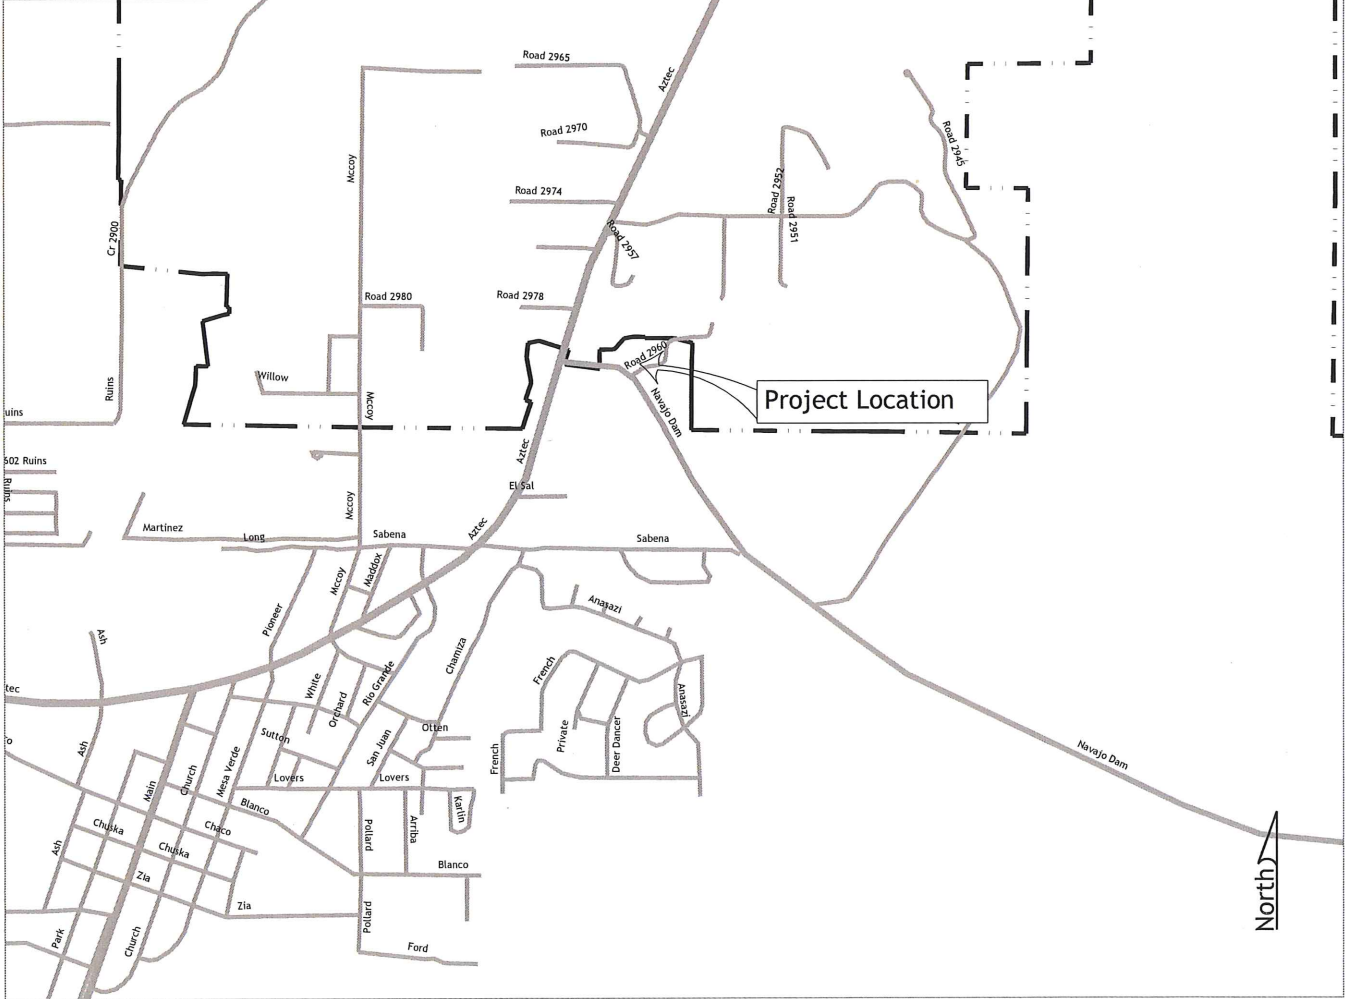 Road 2965
Aztec
Road 2970
Road 2945
Mccoy
Road 2974
Road 2952
Road 2951
Cr 2900
Road 2957
Road 2980
Road 2978
Road 2960
Willow
Ruins
Project Location
Mccoy
Navajo Dam
uins
Aztec
602 Ruins
Ruins
El Sal
Mccoy
Martinez
Aztec
Long
Sabena
Sabena
Mccoy
Maddox
Anasazi
Pioneer
Ash
Chamiza
French
White
Rio Grande
tec
Orchard
Anasazi
Otten
Sutton
San Juan
Private
Deer Dancer
Ash
French
Navajo Dam
Church
Mesa Verde
Lovers
Lovers
Main
Blanco
Karlin
Chuska
Chaco
Pollard
Arriba
Ash
Chuska
Blanco
Zia
Zia
North
Pollard
Park
Church
Ford